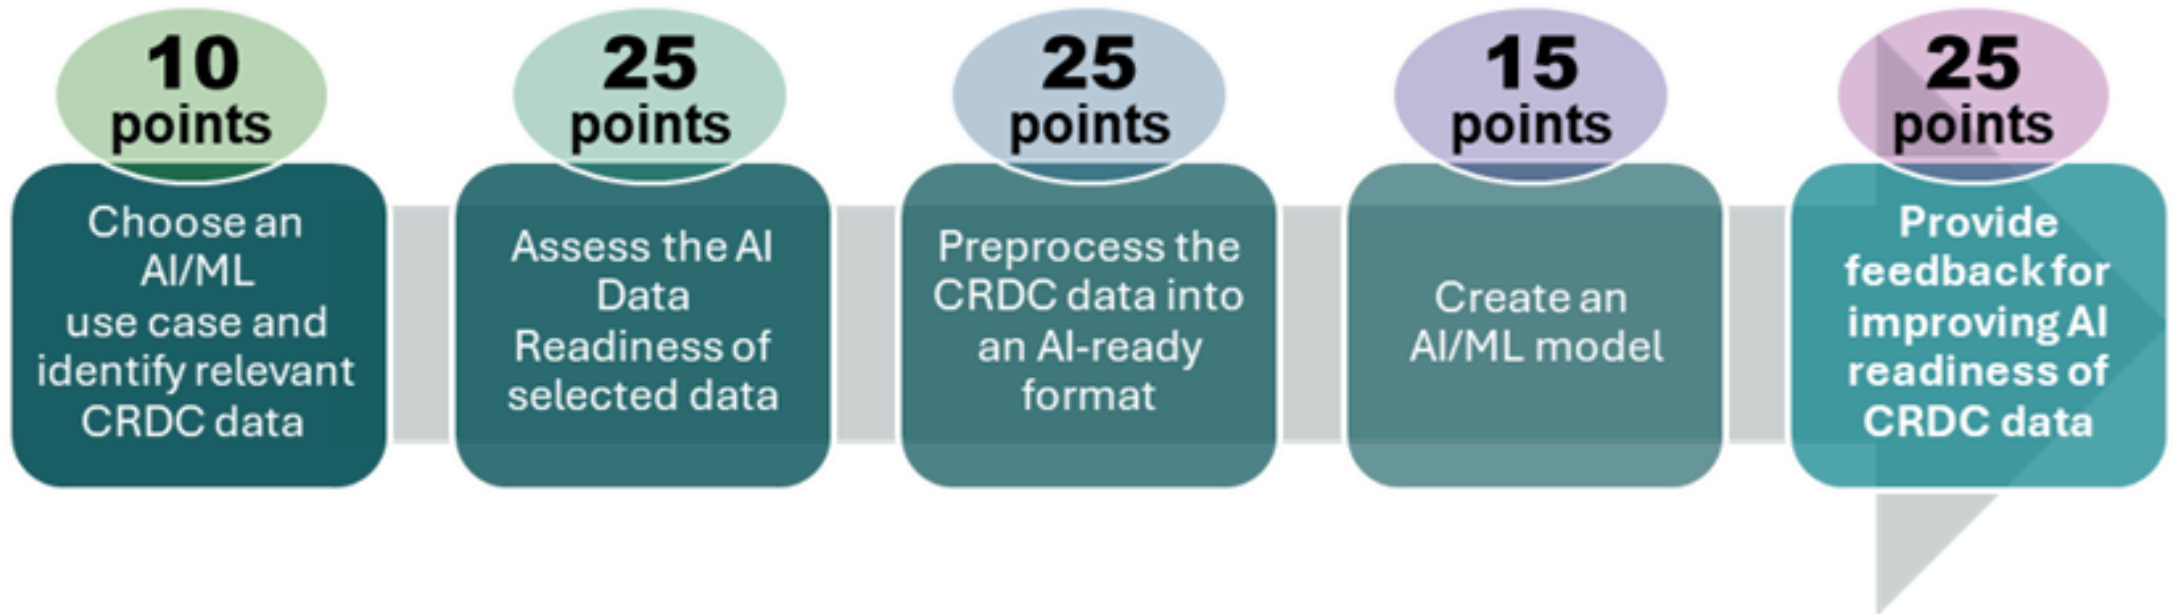 10
points
Choose an
AI/ML
use case and
identify relevant
CRDC data
25
points
Assess the AI
Data
Readiness of
selected data
25
points
Preprocess the
CRDC data into
an AI-ready
format
15
points
Create an
AI/ML model
25
points
Provide
feedback for
improving AI
readiness of
CRDC data